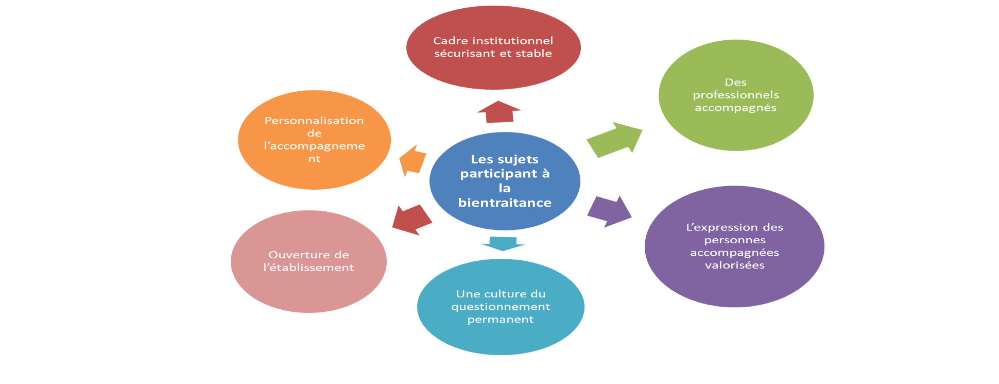 Cadre institutionnel
sécurisant et stable
Des
professionnels
accompagnés
Personnalisation
de
l’accompagneme
nt
Les sujets
participant à
la
bientraitance
L’expression des
personnes
accompagnées
valorisées
Ouverture de
l’établissement
Une culture du
questionnement
permanent